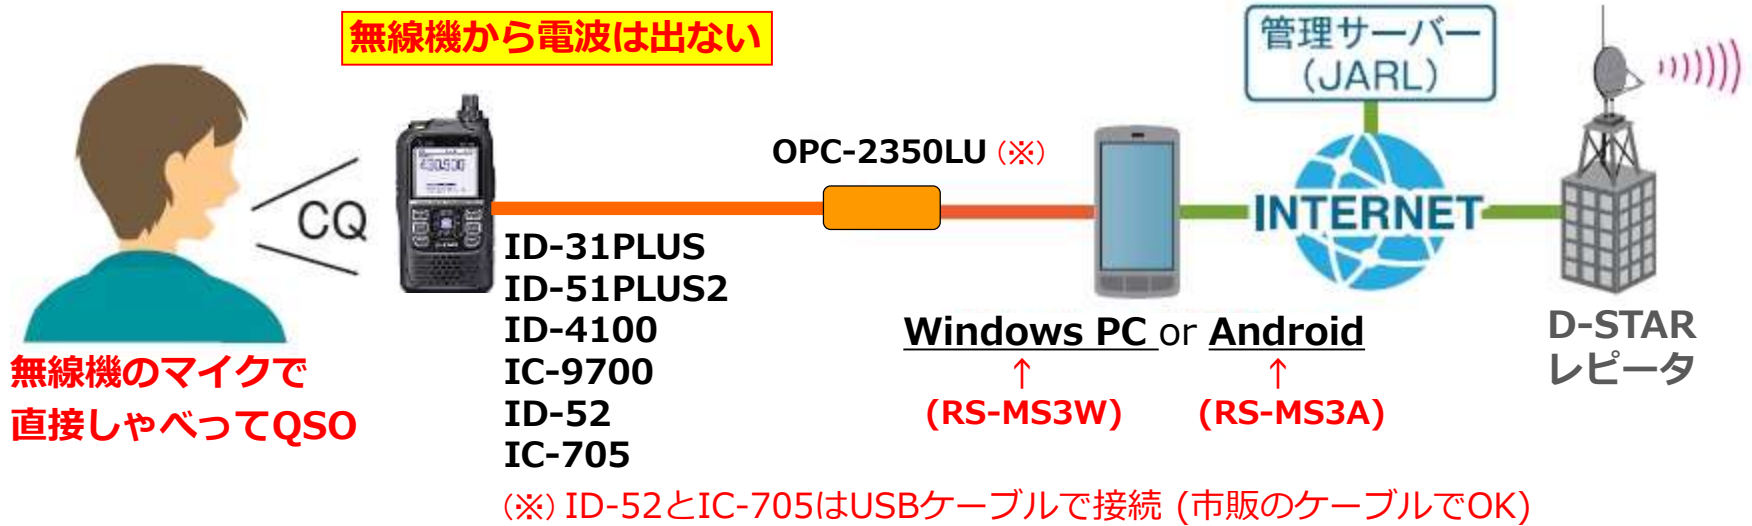 無線機から電波は出ない
管理サーバー
(JARL)
430.500
OPC-2350LU (※)
CQ
INTERNET
ID-31PLUS
ID-51PLUS2
ID-4100
IC-9700
ID-52
IC-705
Windows PC or Android
↑ ↑
(RS-MS3W) (RS-MS3A)
D-STAR
レピータ
無線機のマイクで
直接しゃべってQSO
(※) ID-52とIC-705はUSBケーブルで接続 (市販のケーブルでOK)